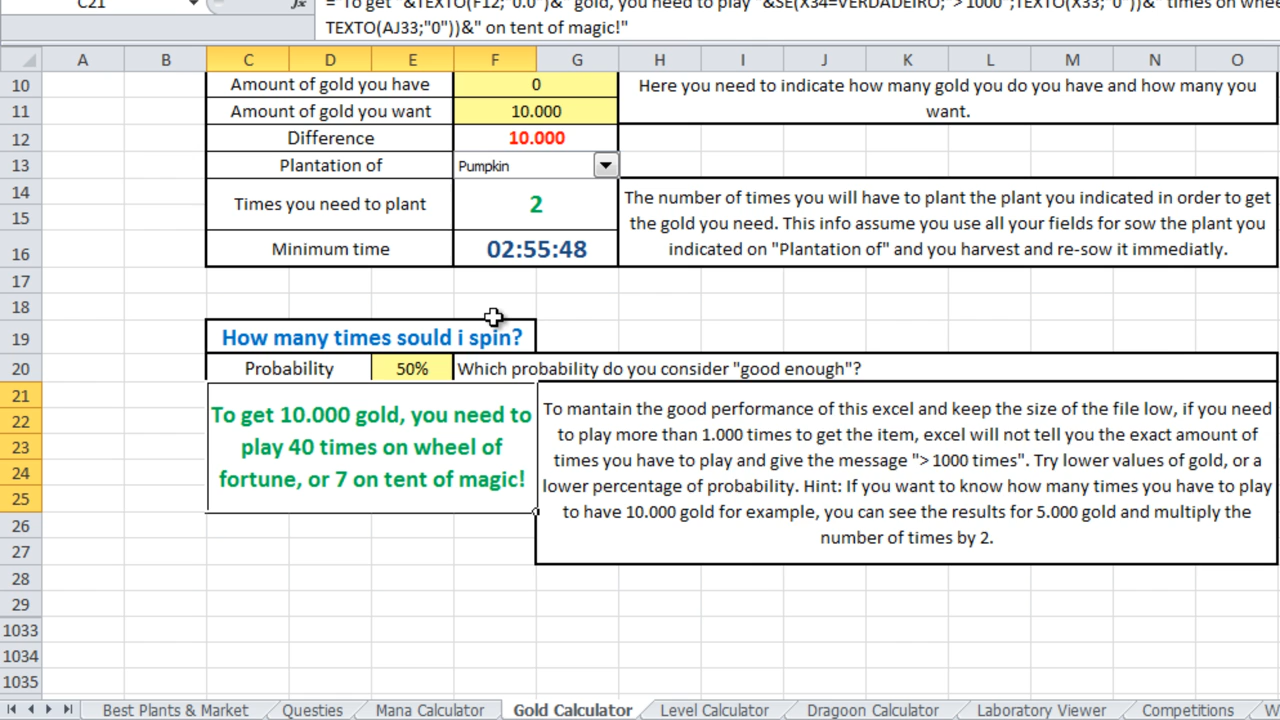 C21
="To get "&TEXTO(F12;"0.0")&" gold, you need to play "&SE(X34=VERDADEIRO;">1000";TEXTO(X33;"0"))&" times on whee
TEXTO(AJ33;"0"))&" on tent of magic!"
A B C D E F G H I J K L M N O
10 Amount of gold you have 0
Here you need to indicate how many gold you do you have and how many you
want.
11 Amount of gold you want 10.000
12 Difference 10.000
13 Plantation of Pumpkin
14
Times you need to plant 2
15
The number of times you will have to plant the plant you indicated in order to get
the gold you need. This info assume you use all your fields for sow the plant you
indicated on "Plantation of" and you harvest and re-sow it immediatly.
16 Minimum time 02:55:48
17
18
19 How many times sould i spin?
20 Probability 50% Which probability do you consider "good enough"?
21
22
23
24
25
26
27
To get 10.000 gold, you need to
play 40 times on wheel of
fortune, or 7 on tent of magic!
To mantain the good performance of this excel and keep the size of the file low, if you need
to play more than 1.000 times to get the item, excel will not tell you the exact amount of
times you have to play and give the message "> 1000 times". Try lower values of gold, or a
lower percentage of probability. Hint: If you want to know how many times you have to play
to have 10.000 gold for example, you can see the results for 5.000 gold and multiply the
number of times by 2.
28
29
1033
1034
1035
Best Plants & Market Questies Mana Calculator Gold Calculator Level Calculator Dragoon Calculator Laboratory Viewer Competitions W